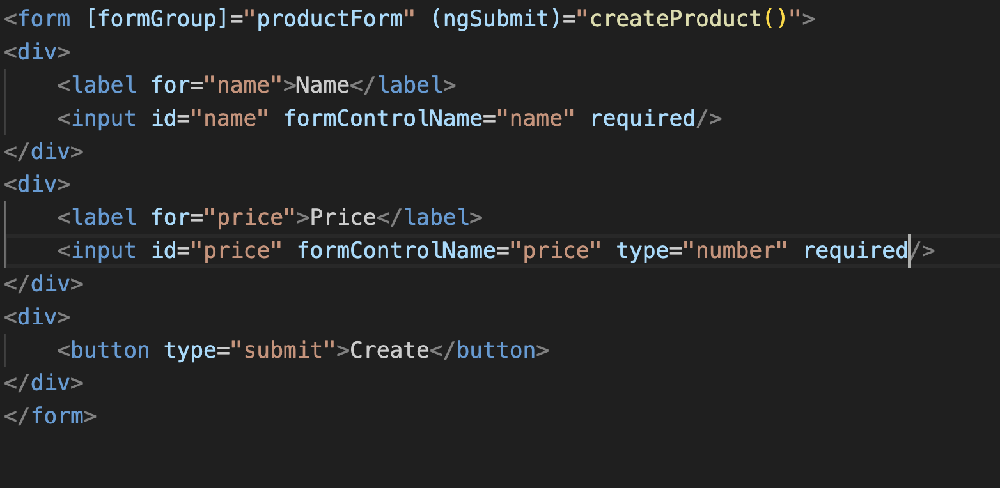 <form [formGroup]="productForm" (ngSubmit)="createProduct()">
<div>
    <label for="name">Name</label>
    <input id="name" formControlName="name" required/>
</div>
<div>
    <label for="price">Price</label>
    <input id="price" formControlName="price" type="number" required/>
</div>
<div>
    <button type="submit">Create</button>
</div>
</form>